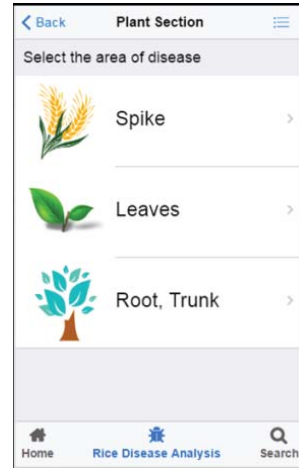 Back Plant Section
Select the area of disease
Spike
Leaves
Root, Trunk
Home Rice Disease Analysis Search